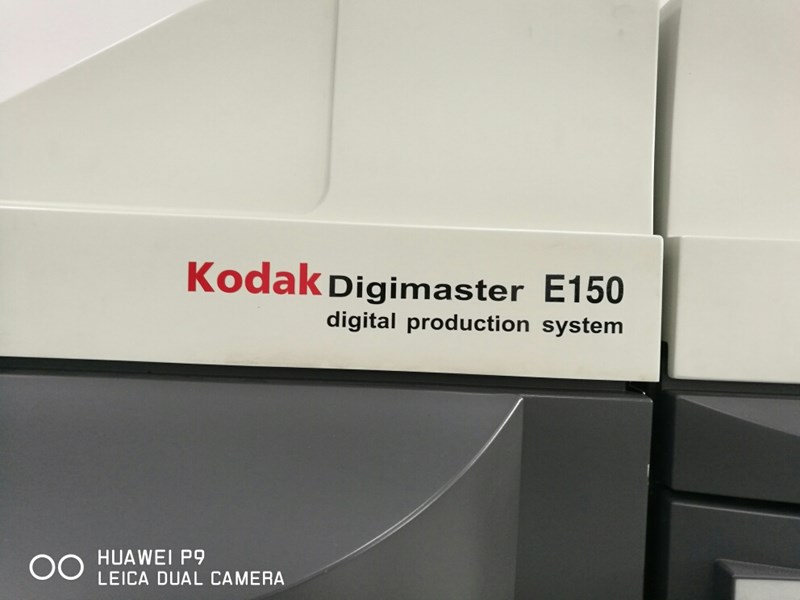 Kodak Digimaster E150
digital production system
HUAWEI P9
LEICA DUAL CAMERA